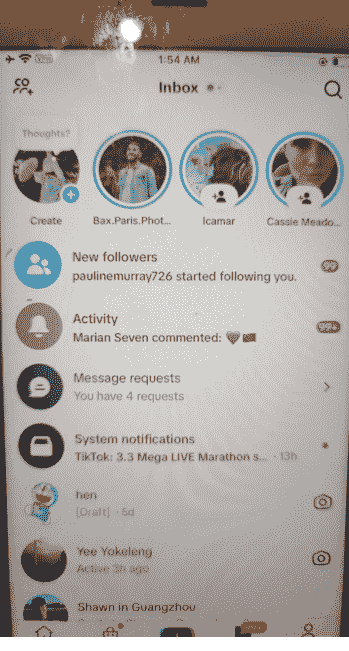 1:54 AM
Inbox
Thoughts?
Create
Bax.Paris.Phot...
Icamar
Cassie Meado...
New followers
paulinemurray726 started following you.
99
Activity
99+
Marian Seven commented:
Message requests
You have 4 requests
System notifications
TikTok: 3.3 Mega LIVE Marathon s... · 13h
hen
[Draft] · 5d
Yee Yokeleng
Active 3h ago
Shawn in Guangzhou